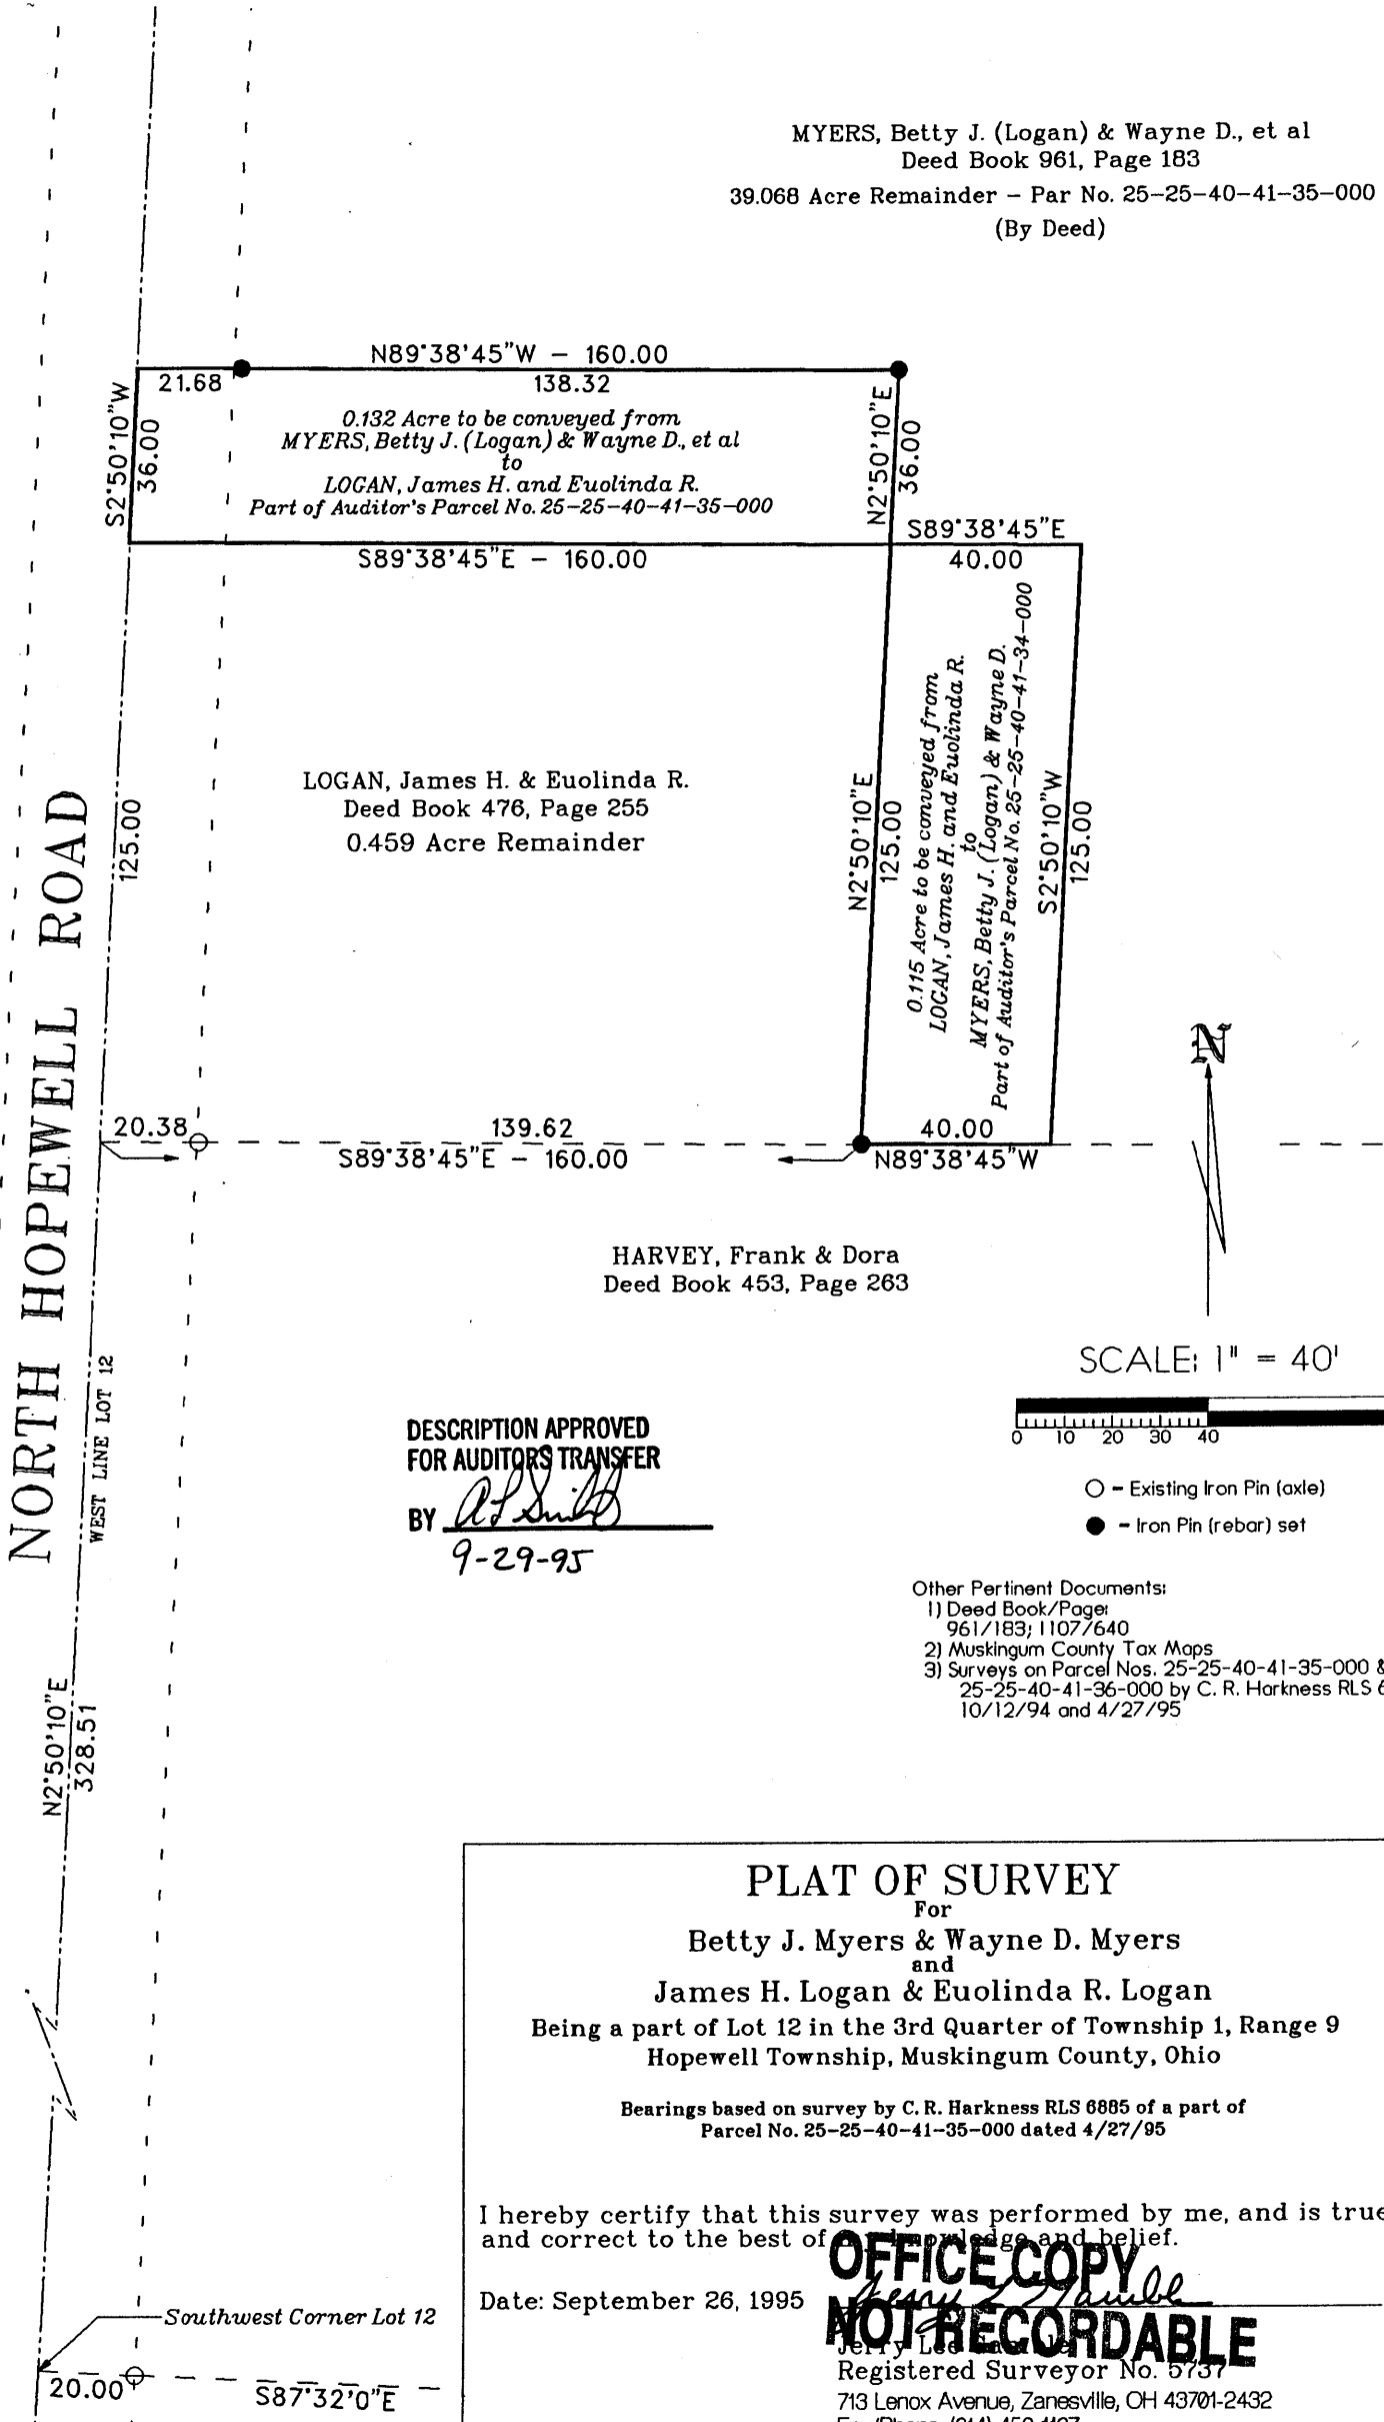 MYERS, Betty J. (Logan) & Wayne D., et al
Deed Book 961, Page 183
39.068 Acre Remainder – Par No. 25–25–40–41–35–000
(By Deed)
N89°38'45"W – 160.00
21.68
138.32
S2°50'10"W
36.00
0.132 Acre to be conveyed from
MYERS, Betty J. (Logan) & Wayne D., et al
to
LOGAN, James H. and Euolinda R.
Part of Auditor's Parcel No. 25–25–40–41–35–000
N2°50'10"E
36.00
S89°38'45"E – 160.00
S89°38'45"E
40.00
LOGAN, James H. & Euolinda R.
Deed Book 476, Page 255
0.459 Acre Remainder
125.00
N2°50'10"E
125.00
0.115 Acre to be conveyed from
LOGAN, James H. and Euolinda R.
to
MYERS, Betty J. (Logan) & Wayne D.
Part of Auditor's Parcel No. 25–25–40–41–34–000
S2°50'10"W
125.00
NORTH HOPEWELL ROAD
20.38
139.62
S89°38'45"E – 160.00
40.00
N89°38'45"W
N
HARVEY, Frank & Dora
Deed Book 453, Page 263
SCALE: 1" = 40'
0 10 20 30 40
WEST LINE LOT 12
DESCRIPTION APPROVED
FOR AUDITORS TRANSFER
BY
9-29-95
– Existing Iron Pin (axle)
– Iron Pin (rebar) set
Other Pertinent Documents:
1) Deed Book/Page:
961/183; 1107/640
2) Muskingum County Tax Maps
3) Surveys on Parcel Nos. 25-25-40-41-35-000 &
25-25-40-41-36-000 by C. R. Harkness RLS
10/12/94 and 4/27/95
N2°50'10"E
328.51
PLAT OF SURVEY
For
Betty J. Myers & Wayne D. Myers
and
James H. Logan & Euolinda R. Logan
Being a part of Lot 12 in the 3rd Quarter of Township 1, Range 9
Hopewell Township, Muskingum County, Ohio
Bearings based on survey by C. R. Harkness RLS 6885 of a part of
Parcel No. 25–25–40–41–35–000 dated 4/27/95
I hereby certify that this survey was performed by me, and is true
and correct to the best of knowledge and belief.
OFFICE COPY
NOT RECORDABLE
Date: September 26, 1995
Jerry Lee
Registered Surveyor No. 5737
713 Lenox Avenue, Zanesville, OH 43701-2432
Southwest Corner Lot 12
20.00
S87°32'0"E